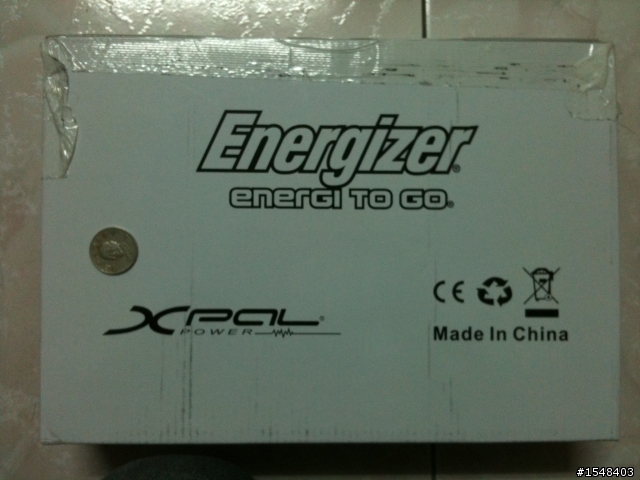 Energizer®
energi TO GO®
CE
XPAL®
POWER
Made In China
#1548403